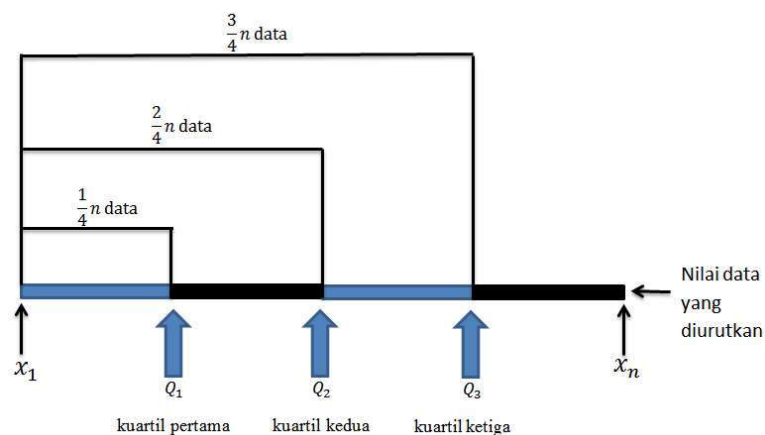 3/4 n data
2/4 n data
1/4 n data
Nilai data
yang
diurutkan
x₁
xₙ
Q₁
Q₂
Q₃
kuartil pertama
kuartil kedua
kuartil ketiga